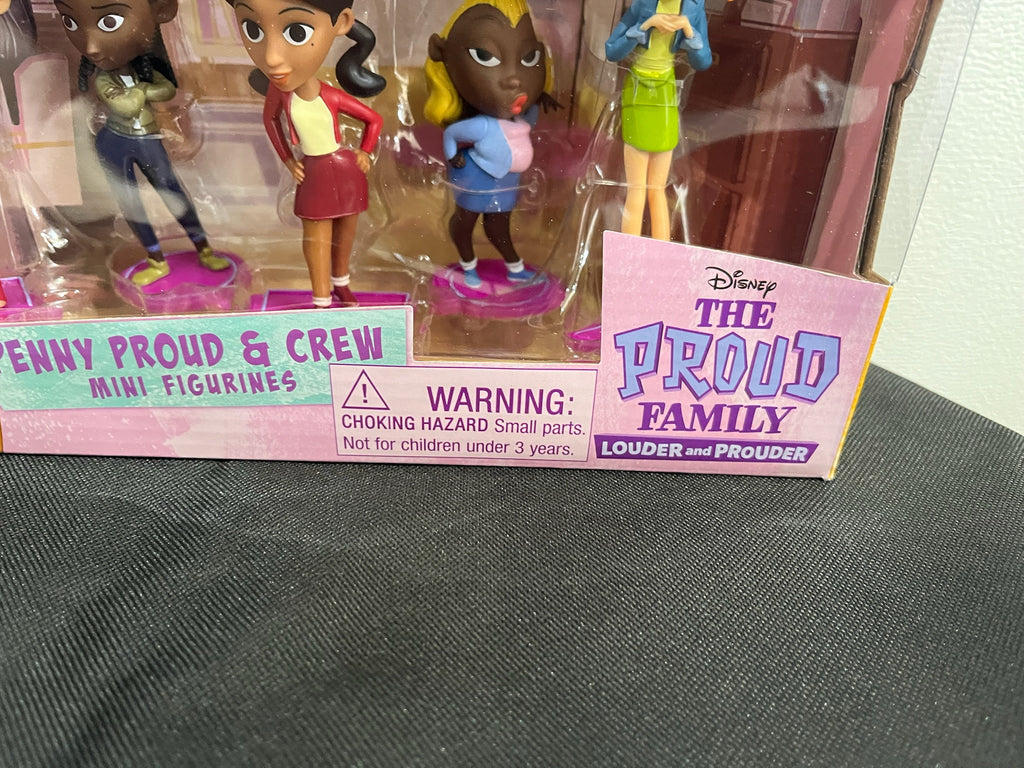 PENNY PROUD & CREW
MINI FIGURINES
WARNING:
CHOKING HAZARD Small parts.
Not for children under 3 years.
Disney
THE
PROUD
FAMILY
LOUDER and PROUDER